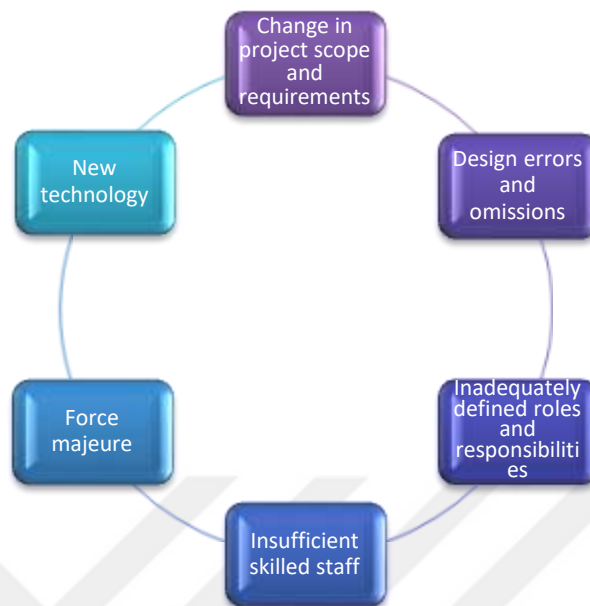 Change in
project scope
and
requirements
Design errors
and
omissions
Inadequately
defined roles
and
responsibiliti
es
Insufficient
skilled staff
Force
majeure
New
technology